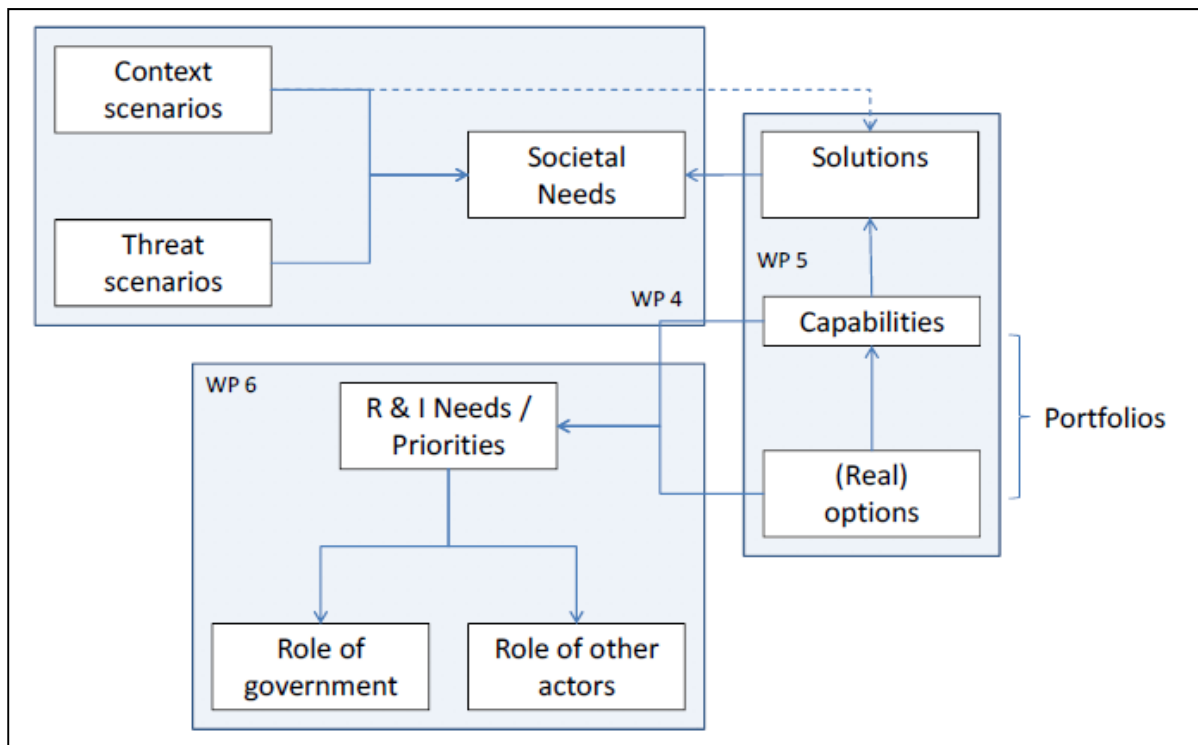 Context
scenarios
Societal
Needs
Threat
scenarios
WP 4
Solutions
WP 5
Capabilities
(Real)
options
Portfolios
WP 6
R & I Needs /
Priorities
Role of
government
Role of other
actors